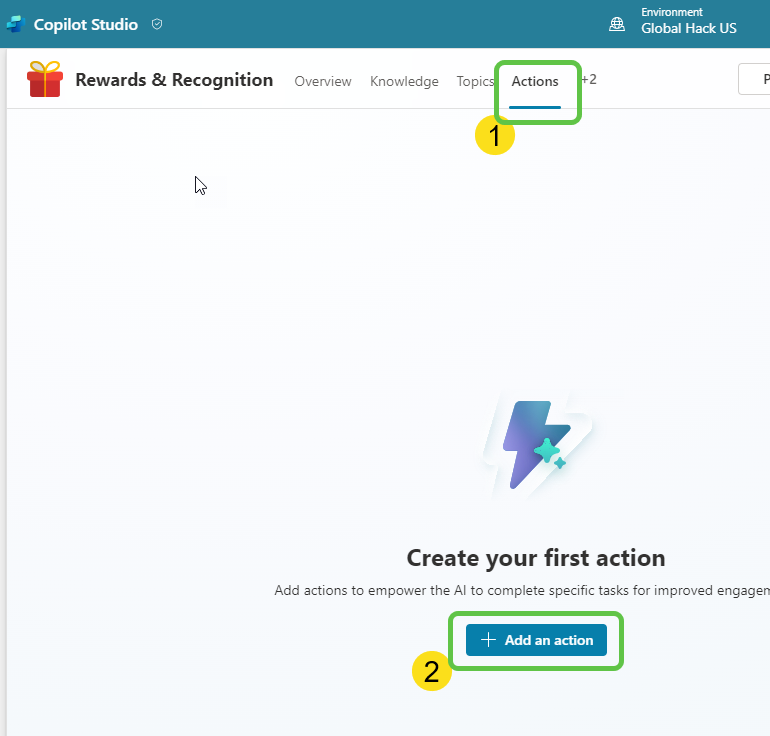 Copilot Studio
Environment
Global Hack US
Rewards & Recognition Overview Knowledge Topics Actions +2 P
1
Create your first action
Add actions to empower the AI to complete specific tasks for improved engagem
+ Add an action
2